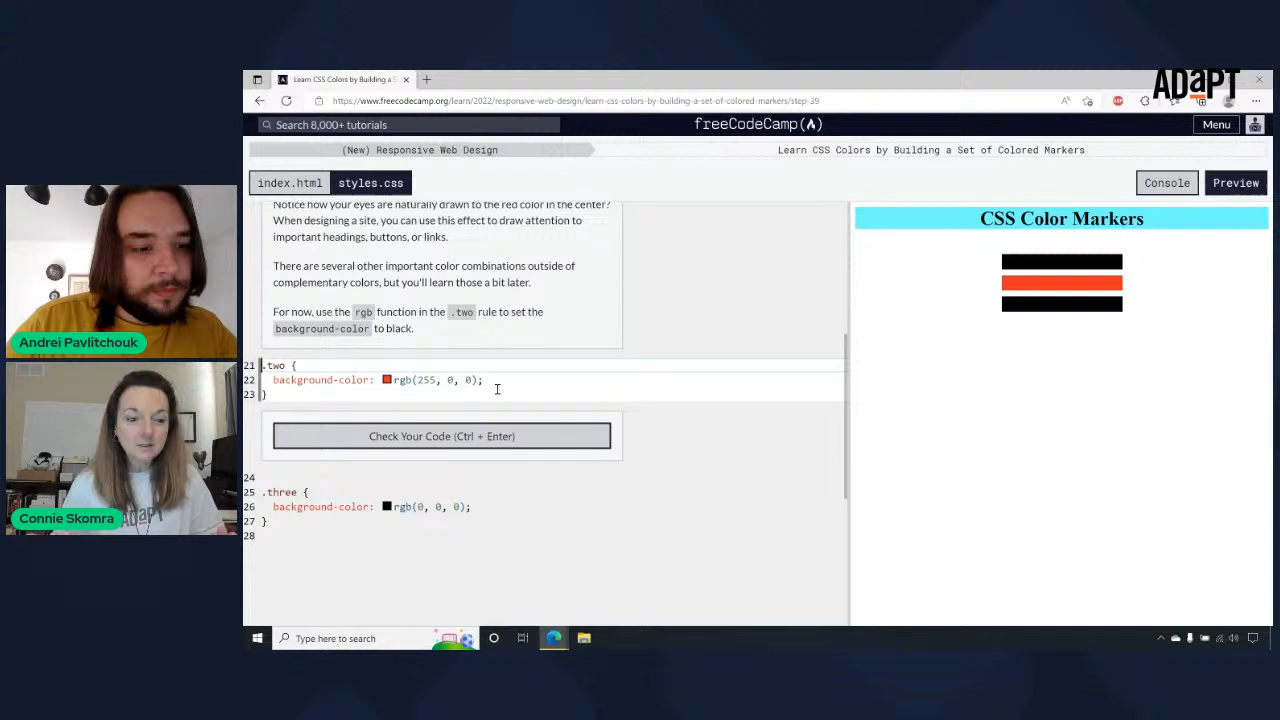 ADaPT
Learn CSS Colors by Building a S
https://www.freecodecamp.org/learn/2022/responsive-web-design/learn-css-colors-by-building-a-set-of-colored-markers/step-39
Search 8,000+ tutorials
freeCodeCamp
Menu
(New) Responsive Web Design
Learn CSS Colors by Building a Set of Colored Markers
index.html
styles.css
Console
Preview
Notice how your eyes are naturally drawn to the red color in the center?
When designing a site, you can use this effect to draw attention to
important headings, buttons, or links.
There are several other important color combinations outside of
complementary colors, but you'll learn those a bit later.
For now, use the rgb function in the .two rule to set the
background-color to black.
21 .two {
22 background-color: rgb(255, 0, 0);
23 }
Check Your Code (Ctrl + Enter)
24
25 .three {
26 background-color: rgb(0, 0, 0);
27 }
28
CSS Color Markers
Andrei Pavlitchouk
ADAPT
Connie Skomra
Type here to search